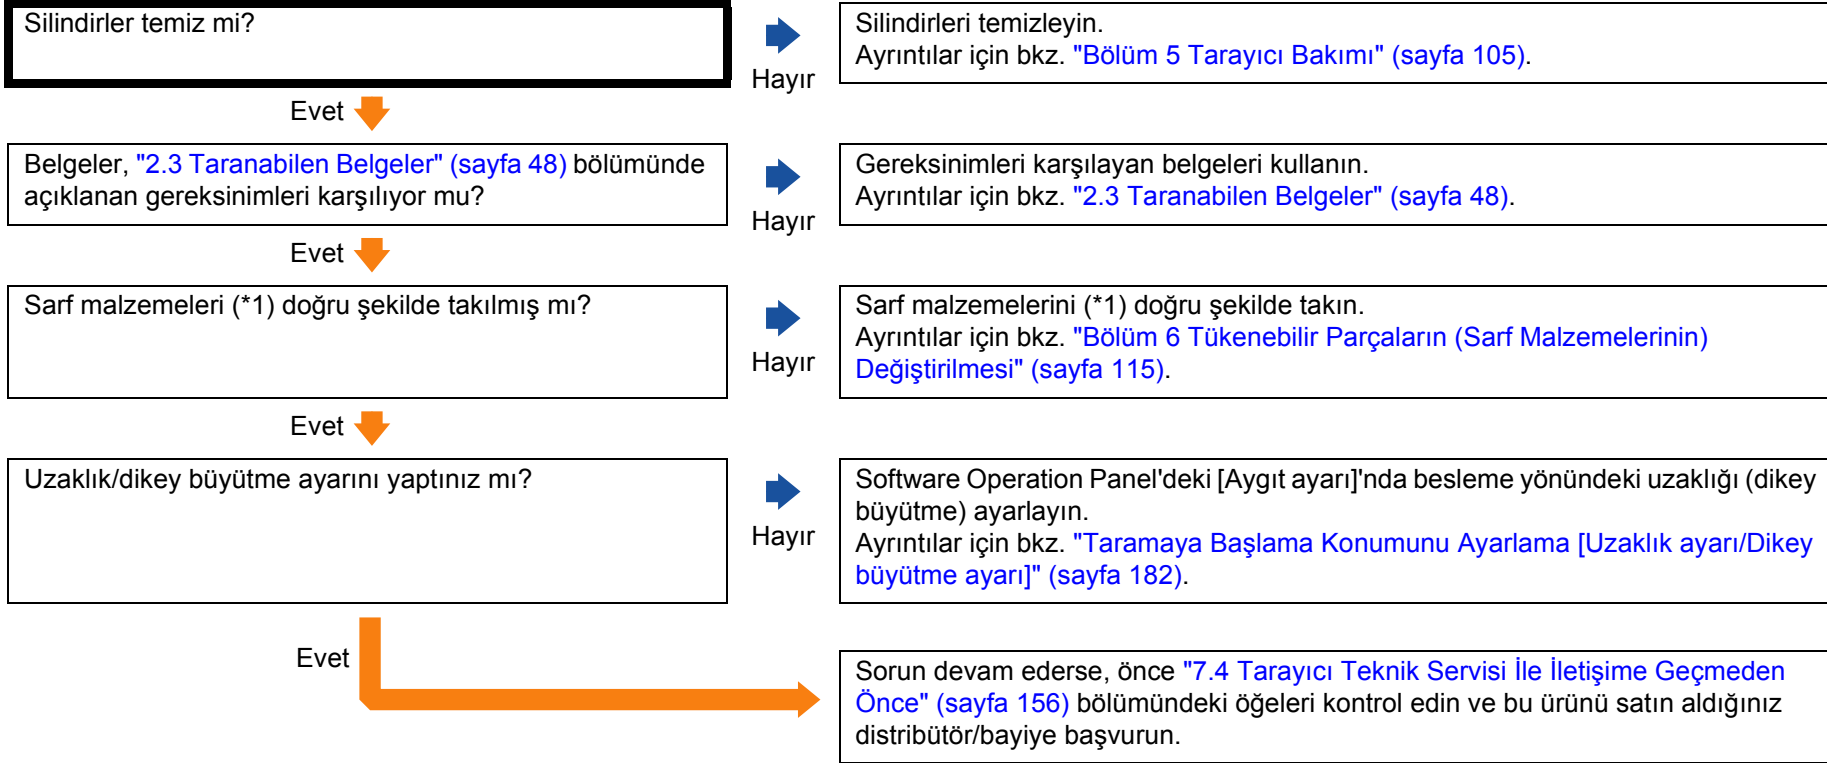 Silindirler temiz mi?
Silindirleri temizleyin.
Ayrıntılar için bkz. "Bölüm 5 Tarayıcı Bakımı" (sayfa 105).
Hayır
Evet
Belgeler, "2.3 Taranabilen Belgeler" (sayfa 48) bölümünde
açıklanan gereksinimleri karşılıyor mu?
Gereksinimleri karşılayan belgeleri kullanın.
Ayrıntılar için bkz. "2.3 Taranabilen Belgeler" (sayfa 48).
Hayır
Evet
Sarf malzemeleri (*1) doğru şekilde takılmış mı?
Sarf malzemelerini (*1) doğru şekilde takın.
Ayrıntılar için bkz. "Bölüm 6 Tükenebilir Parçaların (Sarf Malzemelerinin)
Değiştirilmesi" (sayfa 115).
Hayır
Evet
Uzaklık/dikey büyütme ayarını yaptınız mı?
Software Operation Panel'deki [Aygıt ayarı]'nda besleme yönündeki uzaklığı (dikey
büyütme) ayarlayın.
Ayrıntılar için bkz. "Taramaya Başlama Konumunu Ayarlama [Uzaklık ayarı/Dikey
büyütme ayarı]" (sayfa 182).
Hayır
Evet
Sorun devam ederse, önce "7.4 Tarayıcı Teknik Servisi İle İletişime Geçmeden
Önce" (sayfa 156) bölümündeki öğeleri kontrol edin ve bu ürünü satın aldığınız
distribütör/bayiye başvurun.